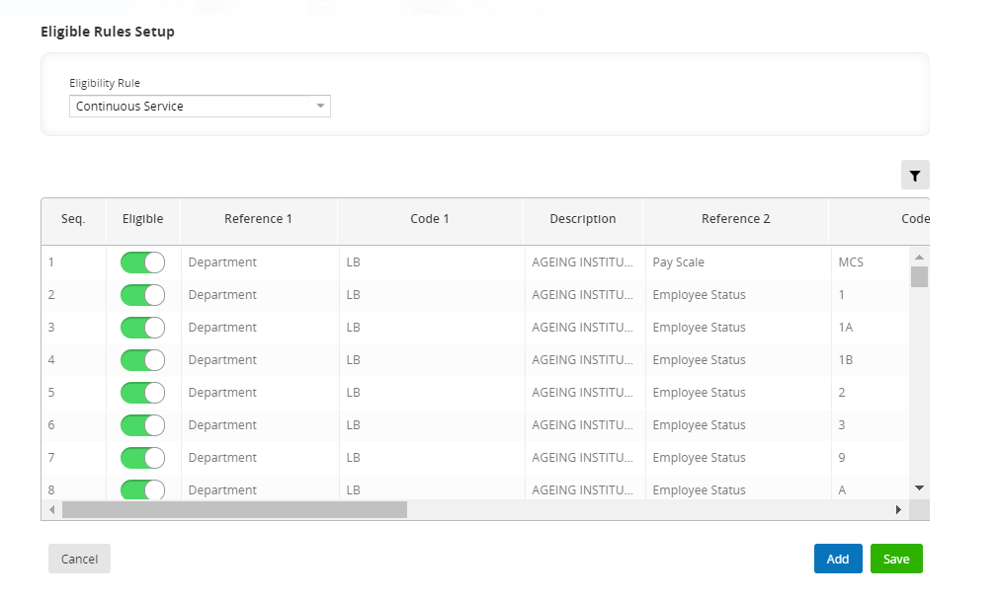 Eligible Rules Setup
Eligibility Rule
Continuous Service
Seq. Eligible Reference 1 Code 1 Description Reference 2 Code
1 Department LB AGEING INSTITU... Pay Scale MCS
2 Department LB AGEING INSTITU... Employee Status 1
3 Department LB AGEING INSTITU... Employee Status 1A
4 Department LB AGEING INSTITU... Employee Status 1B
5 Department LB AGEING INSTITU... Employee Status 2
6 Department LB AGEING INSTITU... Employee Status 3
7 Department LB AGEING INSTITU... Employee Status 9
8 Department LB AGEING INSTITU... Employee Status A
Cancel Add Save